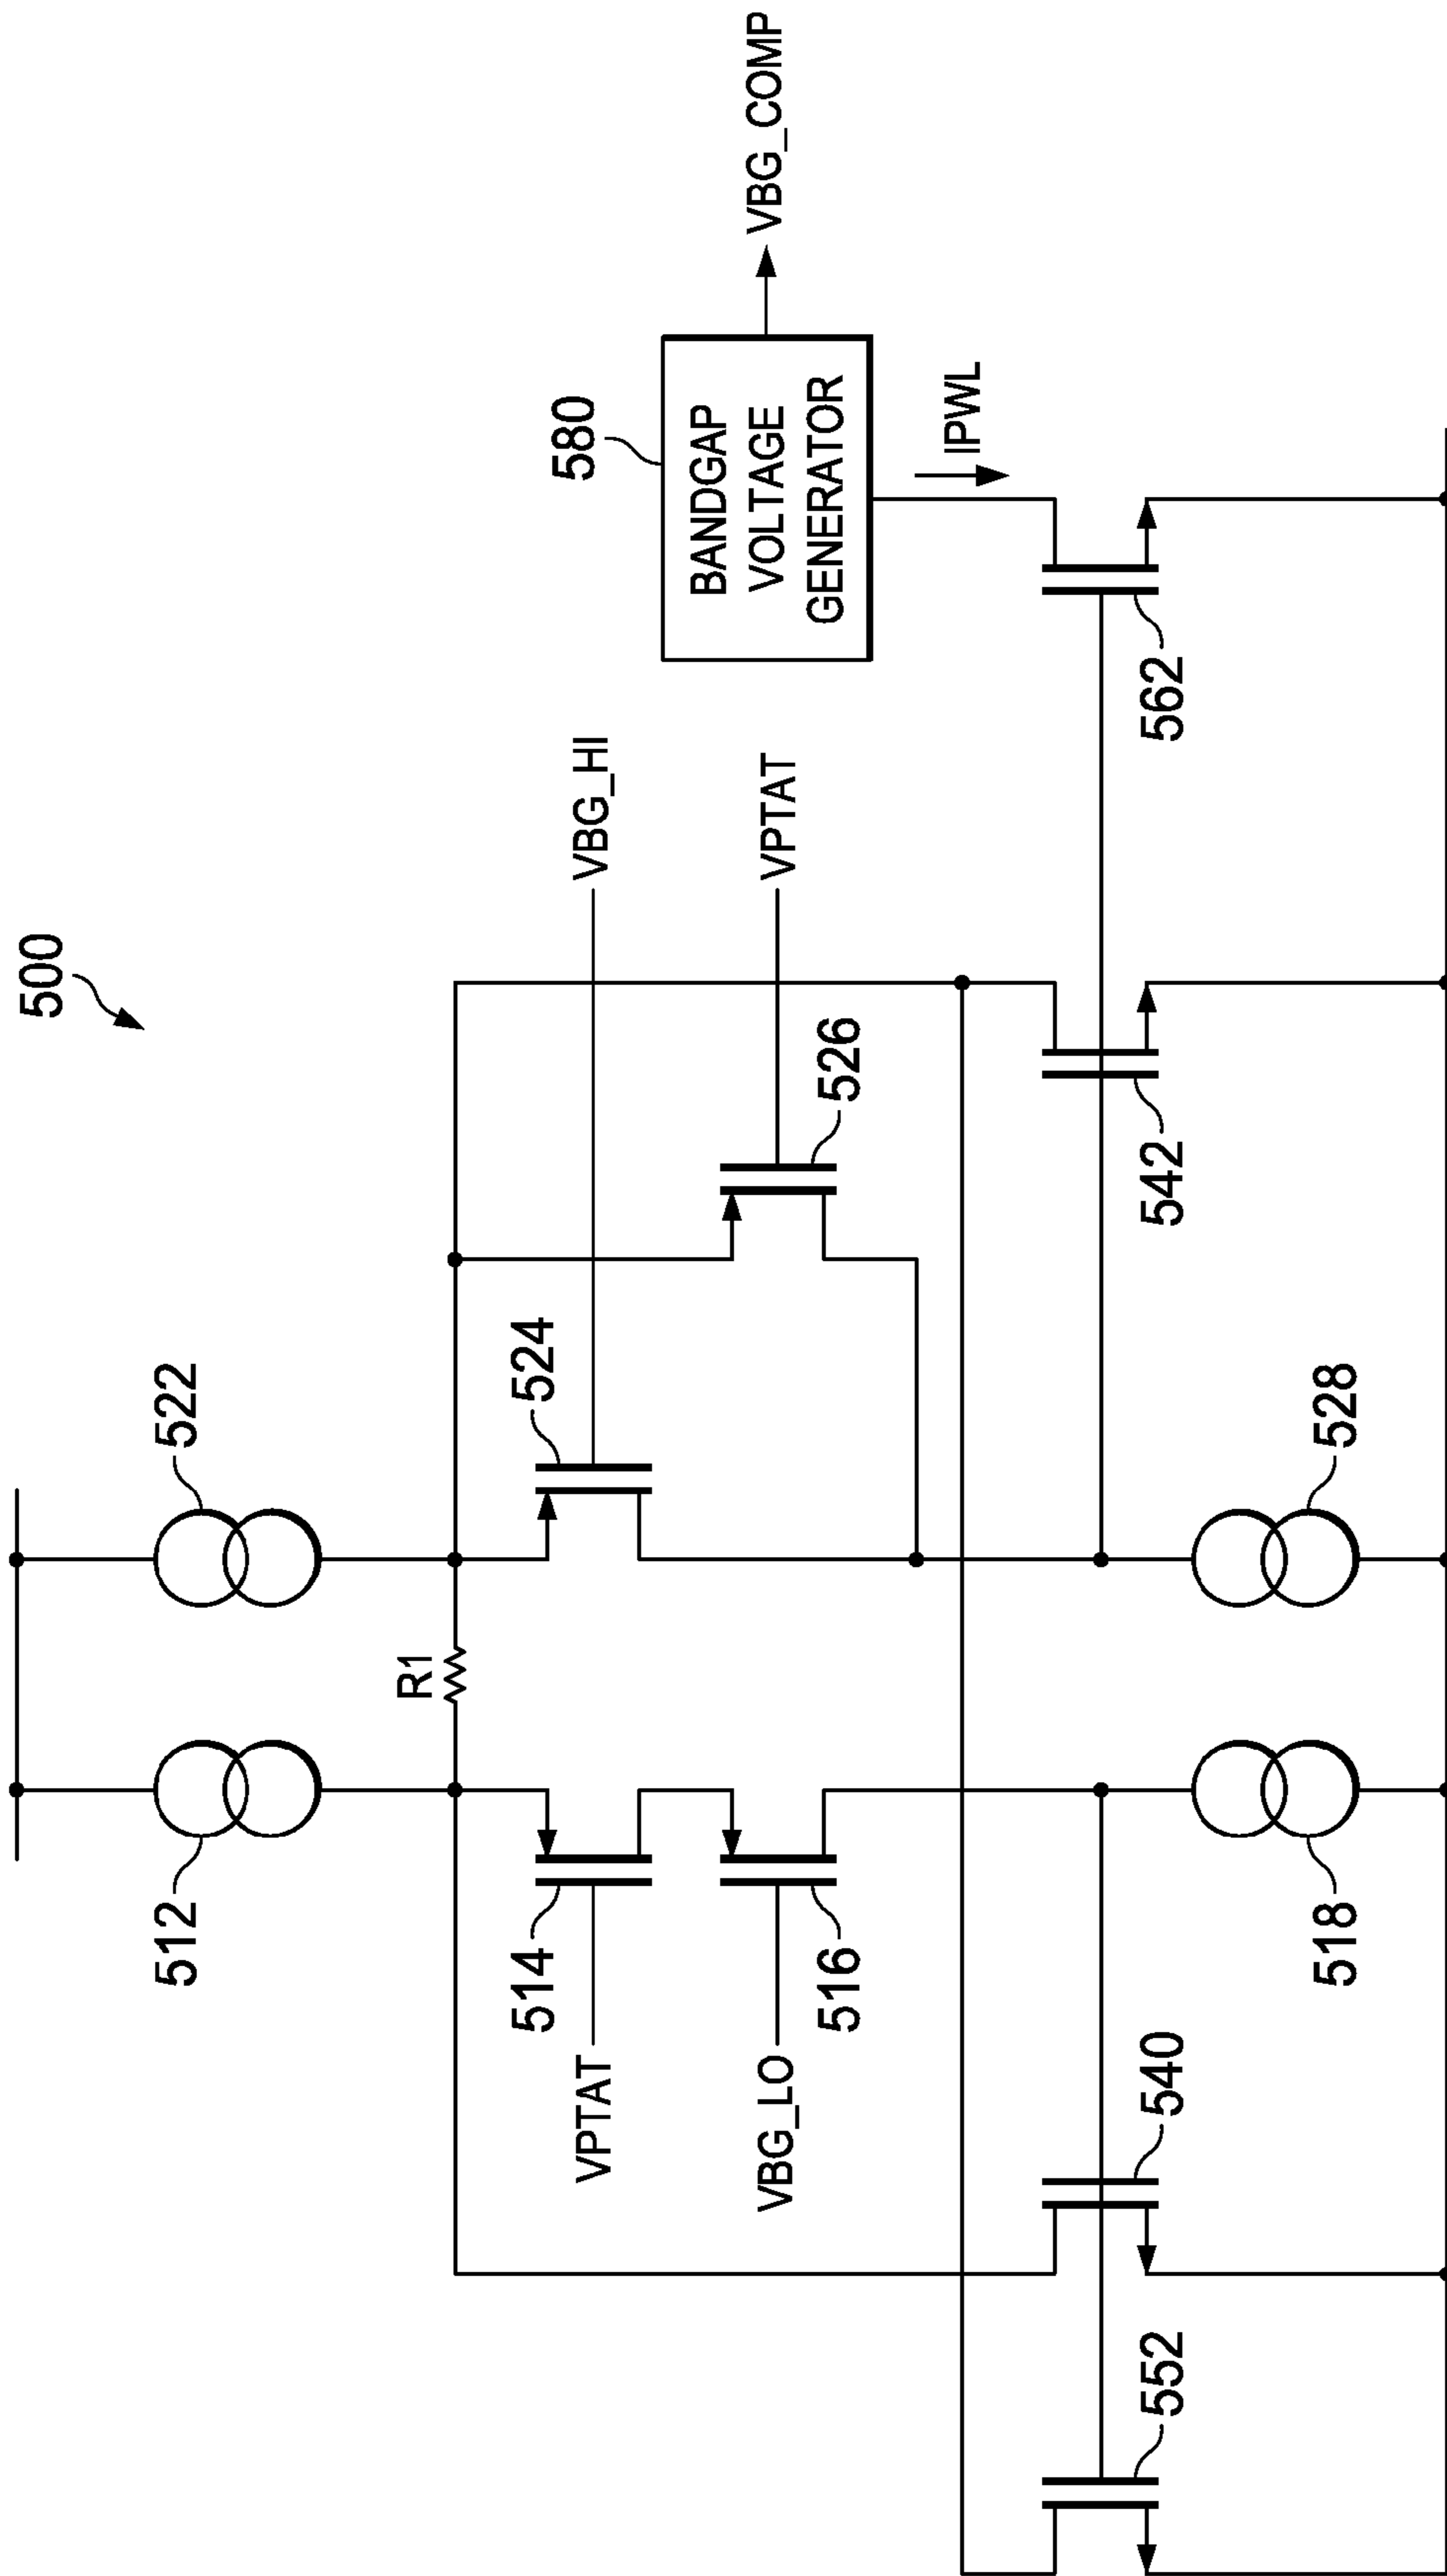 500
512
522
R1
524
VBG_HI
514
VPTAT
526
VPTAT
516
VBG_LO
580
BANDGAP
VOLTAGE
GENERATOR
VBG_COMP
IPWL
552
540
518
528
542
562